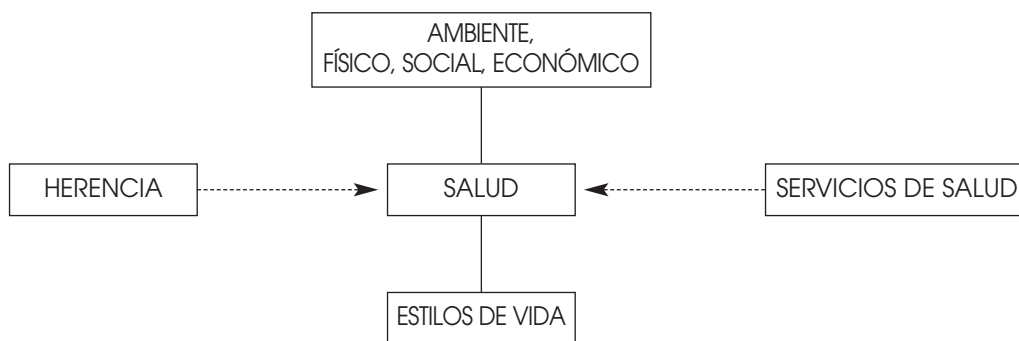 AMBIENTE,
FÍSICO, SOCIAL, ECONÓMICO
HERENCIA
SALUD
SERVICIOS DE SALUD
ESTILOS DE VIDA